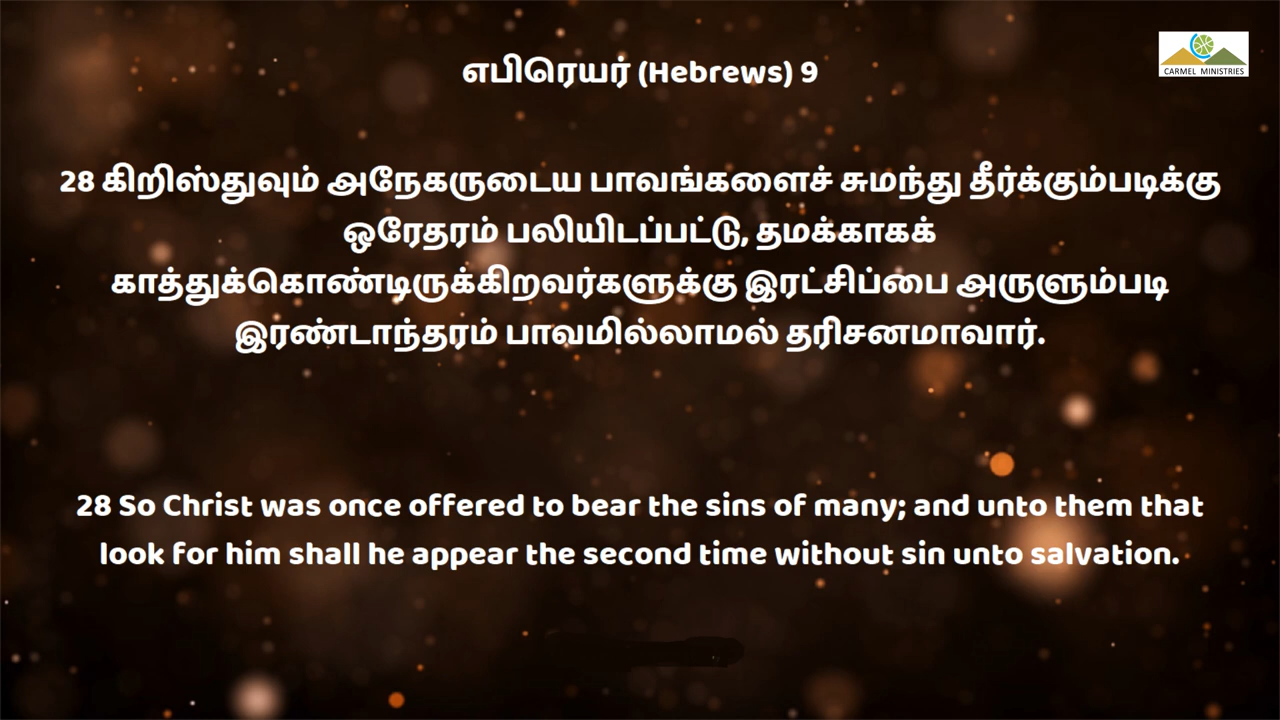 எபிரெயர் (Hebrews) 9
CARMEL MINISTRIES
28 கிறிஸ்துவும் அநேகருடைய பாவங்களைச் சுமந்து தீர்க்கும்படிக்கு
ஒரேதரம் பலியிடப்பட்டு, தமக்காகக்
காத்துக்கொண்டிருக்கிறவர்களுக்கு இரட்சிப்பை அருளும்படி
இரண்டாந்தரம் பாவமில்லாமல் தரிசனமாவார்.
28 So Christ was once offered to bear the sins of many; and unto them that
look for him shall he appear the second time without sin unto salvation.